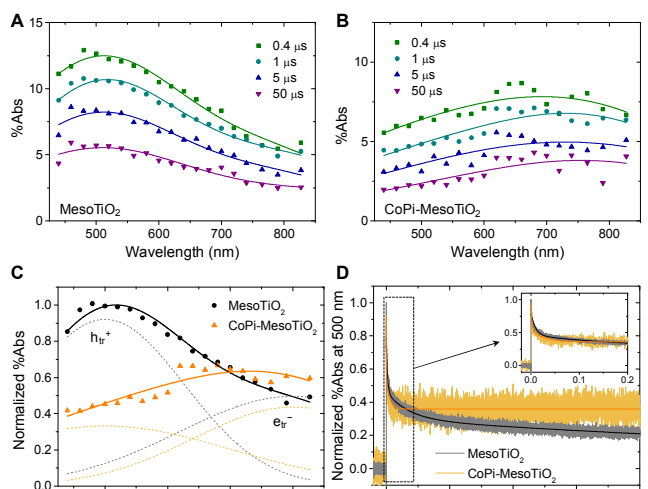 A
15
10
5
0
%Abs
0.4 μs
1 μs
5 μs
50 μs
MesoTiO2
500 600 700 800
Wavelength (nm)
B
15
10
5
0
%Abs
0.4 μs
1 μs
5 μs
50 μs
CoPi-MesoTiO2
500 600 700 800
Wavelength (nm)
C
1.0
0.8
0.6
0.4
0.2
0.0
Normalized %Abs
MesoTiO2
CoPi-MesoTiO2
htr+
etr-
D
1.0
0.8
0.6
0.4
0.2
0.0
Normalized %Abs at 500 nm
1.0
0.5
0.0
0.0 0.1 0.2
MesoTiO2
CoPi-MesoTiO2